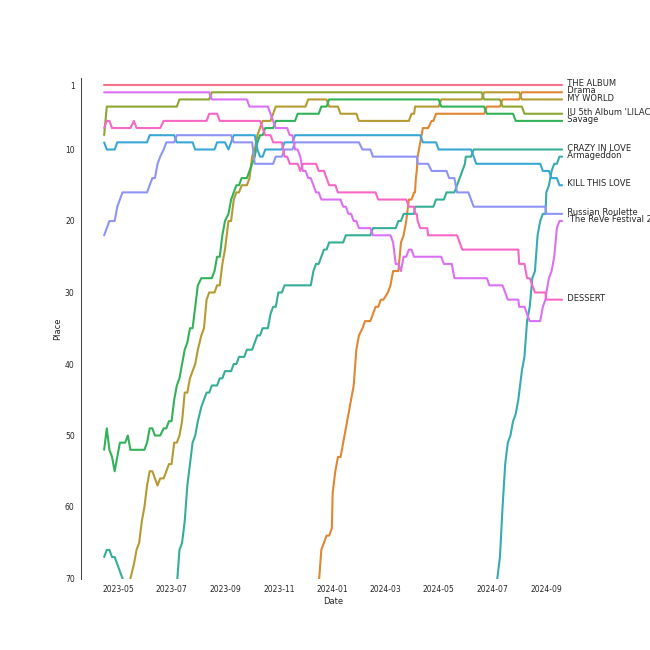 1
10
20
30
40
50
60
70
Place
2023-05
2023-07
2023-09
2023-11
2024-01
2024-03
2024-05
2024-07
2024-09
Date
THE ALBUM
Drama
MY WORLD
IU 5th Album 'LILAC
Savage
CRAZY IN LOVE
Armageddon
KILL THIS LOVE
Russian Roulette
'The ReVe Festival 2
DESSERT